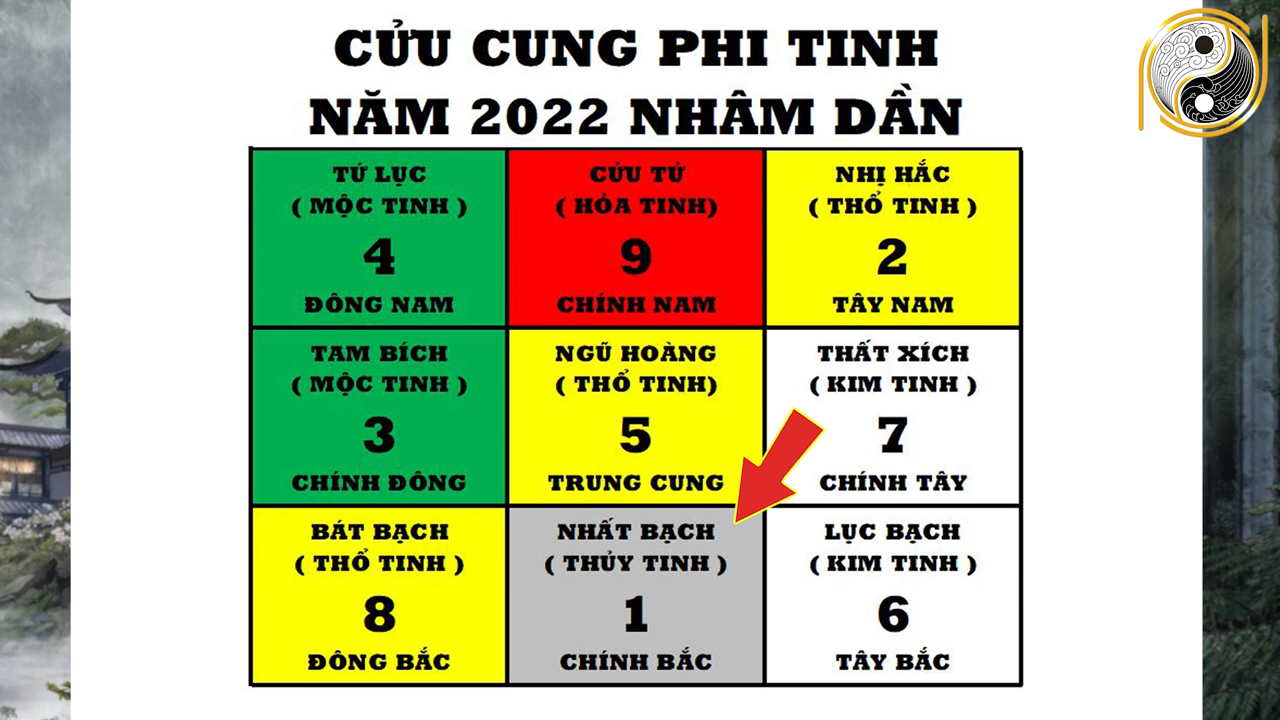 CỬU CUNG PHI TINH
NĂM 2022 NHÂM DẦN
TỨ LỤC
( MỘC TINH )
4
ĐÔNG NAM
CỬU TỬ
( HỎA TINH)
9
CHÍNH NAM
NHỊ HẮC
( THỔ TINH )
2
TÂY NAM
TAM BÍCH
( MỘC TINH )
3
CHÍNH ĐÔNG
NGŨ HOÀNG
( THỔ TINH)
5
TRUNG CUNG
THẤT XÍCH
( KIM TINH )
7
CHÍNH TÂY
BÁT BẠCH
( THỔ TINH )
8
ĐÔNG BẮC
NHẤT BẠCH
( THỦY TINH )
1
CHÍNH BẮC
LỤC BẠCH
( KIM TINH )
6
TÂY BẮC